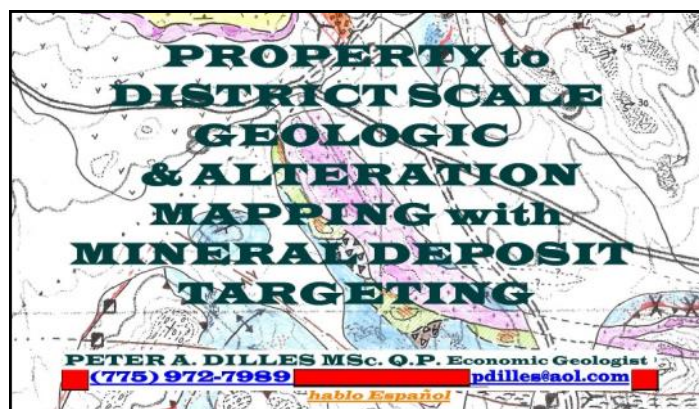 PROPERTY to
DISTRICT SCALE
GEOLOGIC
& ALTERATION
MAPPING with
MINERAL DEPOSIT
TARGETING
PETER A. DILLES MSc. Q.P. Economic Geologist
(775) 972-7989 pdilles@aol.com
hablo Español